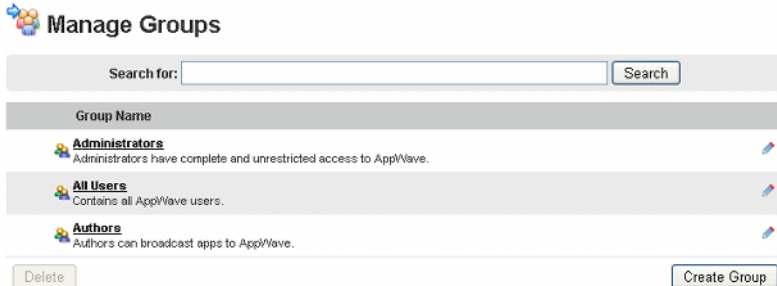 Manage Groups
Search for: Search
Group Name
Administrators
Administrators have complete and unrestricted access to AppWave.
All Users
Contains all AppWave users.
Authors
Authors can broadcast apps to AppWave.
Delete Create Group